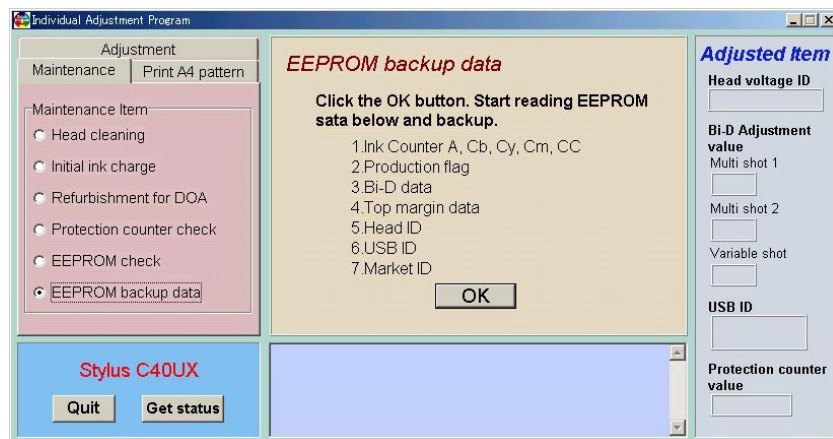 Individual Adjustment Program
Adjustment
Maintenance
Print A4 pattern
Maintenance Item
Head cleaning
Initial ink charge
Refurbishment for DOA
Protection counter check
EEPROM check
EEPROM backup data
EEPROM backup data
Click the OK button. Start reading EEPROM
sata below and backup.
1.Ink Counter A, Cb, Cy, Cm, CC
2.Production flag
3.Bi-D data
4.Top margin data
5.Head ID
6.USB ID
7.Market ID
OK
Adjusted Item
Head voltage ID
Bi-D Adjustment
value
Multi shot 1
Multi shot 2
Variable shot
USB ID
Protection counter
value
Stylus C40UX
Quit
Get status